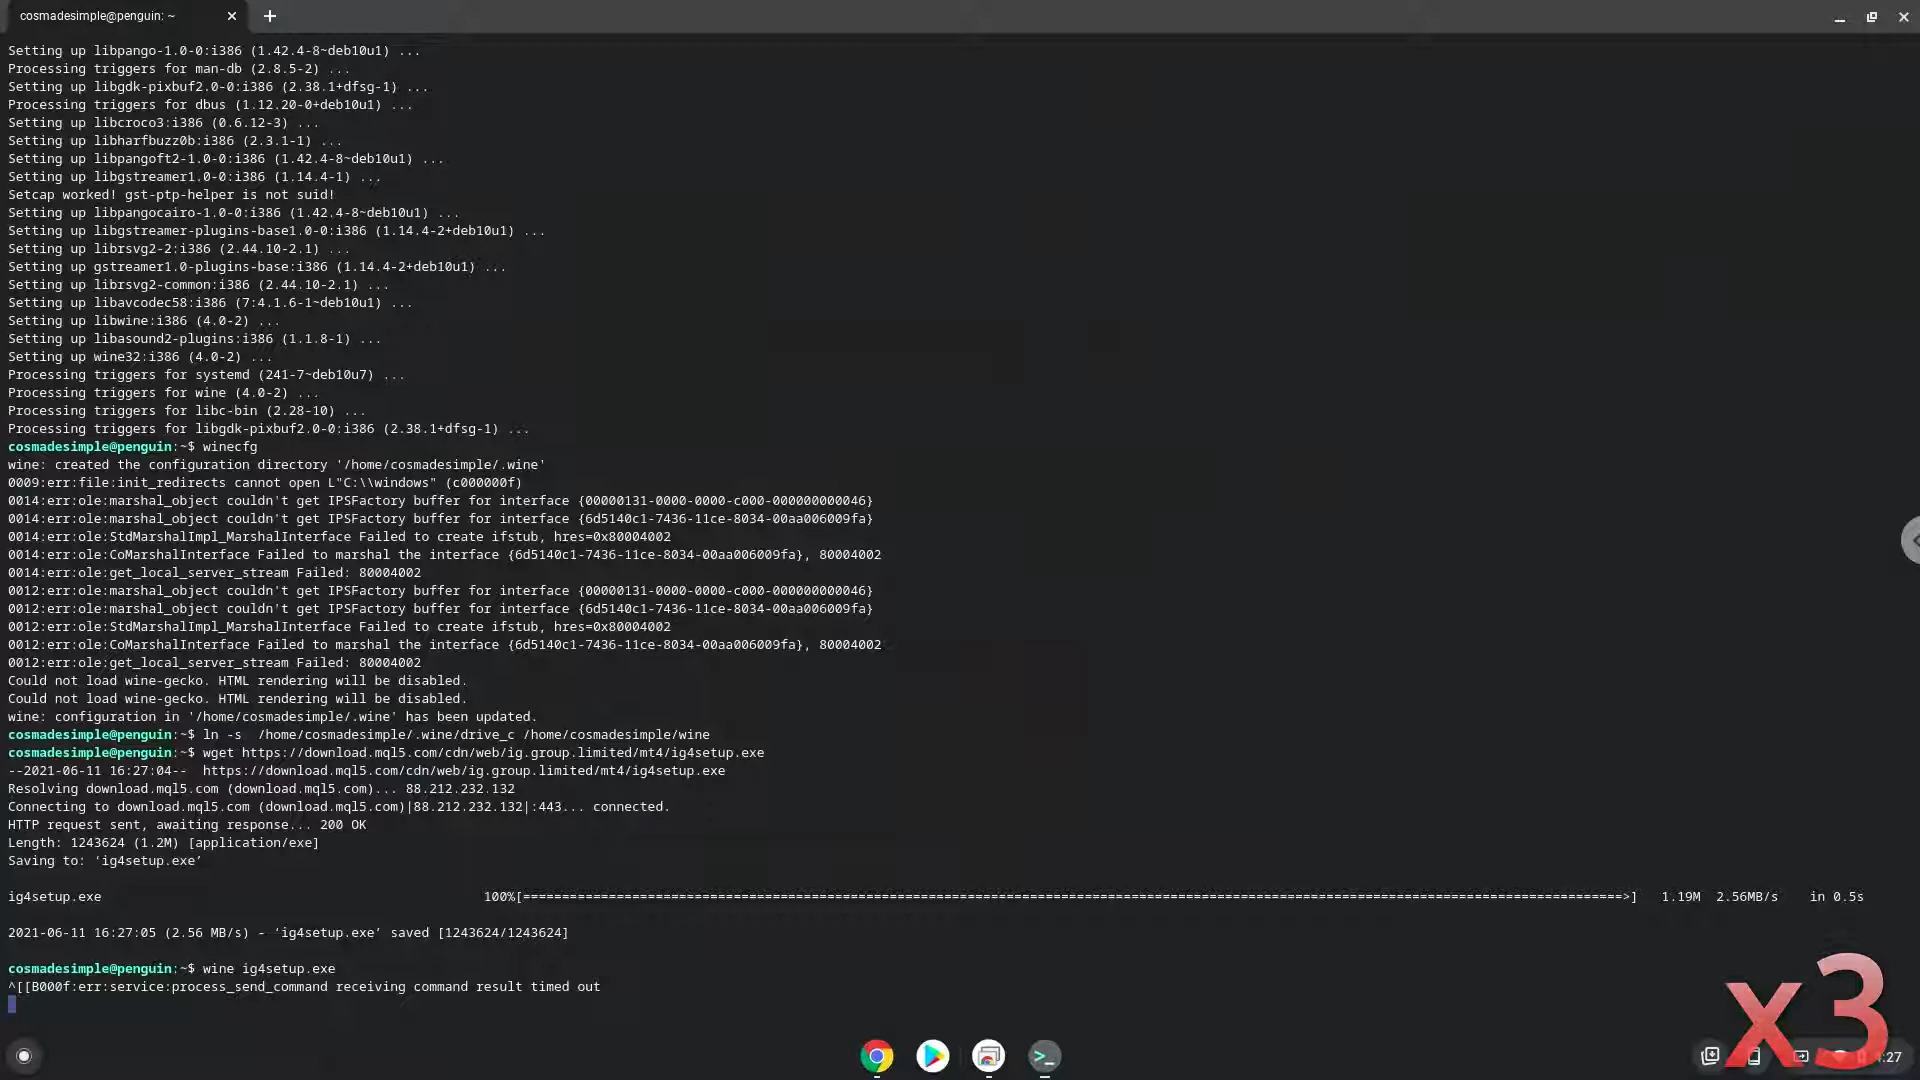 cosmadesimple@penguin: ~
Setting up libpango-1.0-0:i386 (1.42.4-8~deb10u1) ...
Processing triggers for man-db (2.8.5-2) ...
Setting up libgdk-pixbuf2.0-0:i386 (2.38.1+dfsg-1) ...
Processing triggers for dbus (1.12.20-0+deb10u1) ...
Setting up libcroco3:i386 (0.6.12-3) ...
Setting up libharfbuzz0b:i386 (2.3.1-1) ...
Setting up libpangoft2-1.0-0:i386 (1.42.4-8~deb10u1) ...
Setting up libgstreamer1.0-0:i386 (1.14.4-1) ...
Setcap worked! gst-ptp-helper is not suid!
Setting up libpangocairo-1.0-0:i386 (1.42.4-8~deb10u1) ...
Setting up libgstreamer-plugins-base1.0-0:i386 (1.14.4-2+deb10u1) ...
Setting up librsvg2-2:i386 (2.44.10-2.1) ...
Setting up gstreamer1.0-plugins-base:i386 (1.14.4-2+deb10u1) ...
Setting up librsvg2-common:i386 (2.44.10-2.1) ...
Setting up libavcodec58:i386 (7:4.1.6-1~deb10u1) ...
Setting up libwine:i386 (4.0-2) ...
Setting up libasound2-plugins:i386 (1.1.8-1) ...
Setting up wine32:i386 (4.0-2) ...
Processing triggers for systemd (241-7~deb10u7) ...
Processing triggers for wine (4.0-2) ...
Processing triggers for libc-bin (2.28-10) ...
Processing triggers for libgdk-pixbuf2.0-0:i386 (2.38.1+dfsg-1) ...
cosmadesimple@penguin:~$ winecfg
wine: created the configuration directory '/home/cosmadesimple/.wine'
0009:err:file:init_redirects cannot open L"C:\\windows" (c000000f)
0014:err:ole:marshal_object couldn't get IPSFactory buffer for interface {00000131-0000-0000-c000-000000000046}
0014:err:ole:marshal_object couldn't get IPSFactory buffer for interface {6d5140c1-7436-11ce-8034-00aa006009fa}
0014:err:ole:StdMarshalImpl_MarshalInterface Failed to create ifstub, hres=0x80004002
0014:err:ole:CoMarshalInterface Failed to marshal the interface {6d5140c1-7436-11ce-8034-00aa006009fa}, 80004002
0014:err:ole:get_local_server_stream Failed: 80004002
0012:err:ole:marshal_object couldn't get IPSFactory buffer for interface {00000131-0000-0000-c000-000000000046}
0012:err:ole:marshal_object couldn't get IPSFactory buffer for interface {6d5140c1-7436-11ce-8034-00aa006009fa}
0012:err:ole:StdMarshalImpl_MarshalInterface Failed to create ifstub, hres=0x80004002
0012:err:ole:CoMarshalInterface Failed to marshal the interface {6d5140c1-7436-11ce-8034-00aa006009fa}, 80004002
0012:err:ole:get_local_server_stream Failed: 80004002
Could not load wine-gecko. HTML rendering will be disabled.
Could not load wine-gecko. HTML rendering will be disabled.
wine: configuration in '/home/cosmadesimple/.wine' has been updated.
cosmadesimple@penguin:~$ ln -s  /home/cosmadesimple/.wine/drive_c /home/cosmadesimple/wine
cosmadesimple@penguin:~$ wget https://download.mql5.com/cdn/web/ig.group.limited/mt4/ig4setup.exe
--2021-06-11 16:27:04--  https://download.mql5.com/cdn/web/ig.group.limited/mt4/ig4setup.exe
Resolving download.mql5.com (download.mql5.com)... 88.212.232.132
Connecting to download.mql5.com (download.mql5.com)|88.212.232.132|:443... connected.
HTTP request sent, awaiting response... 200 OK
Length: 1243624 (1.2M) [application/exe]
Saving to: ‘ig4setup.exe’
ig4setup.exe 100%[=============================================================================================================================================>] 1.19M 2.56MB/s in 0.5s
2021-06-11 16:27:05 (2.56 MB/s) - ‘ig4setup.exe’ saved [1243624/1243624]
cosmadesimple@penguin:~$ wine ig4setup.exe
^[[B000f:err:service:process_send_command receiving command result timed out
x3
:27